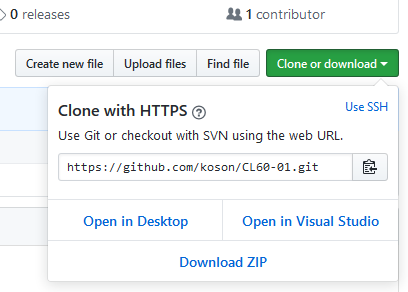 0 releases
1 contributor
Create new file
Upload files
Find file
Clone or download
Clone with HTTPS ?
Use SSH
Use Git or checkout with SVN using the web URL.
https://github.com/koson/CL60-01.git
Open in Desktop
Open in Visual Studio
Download ZIP